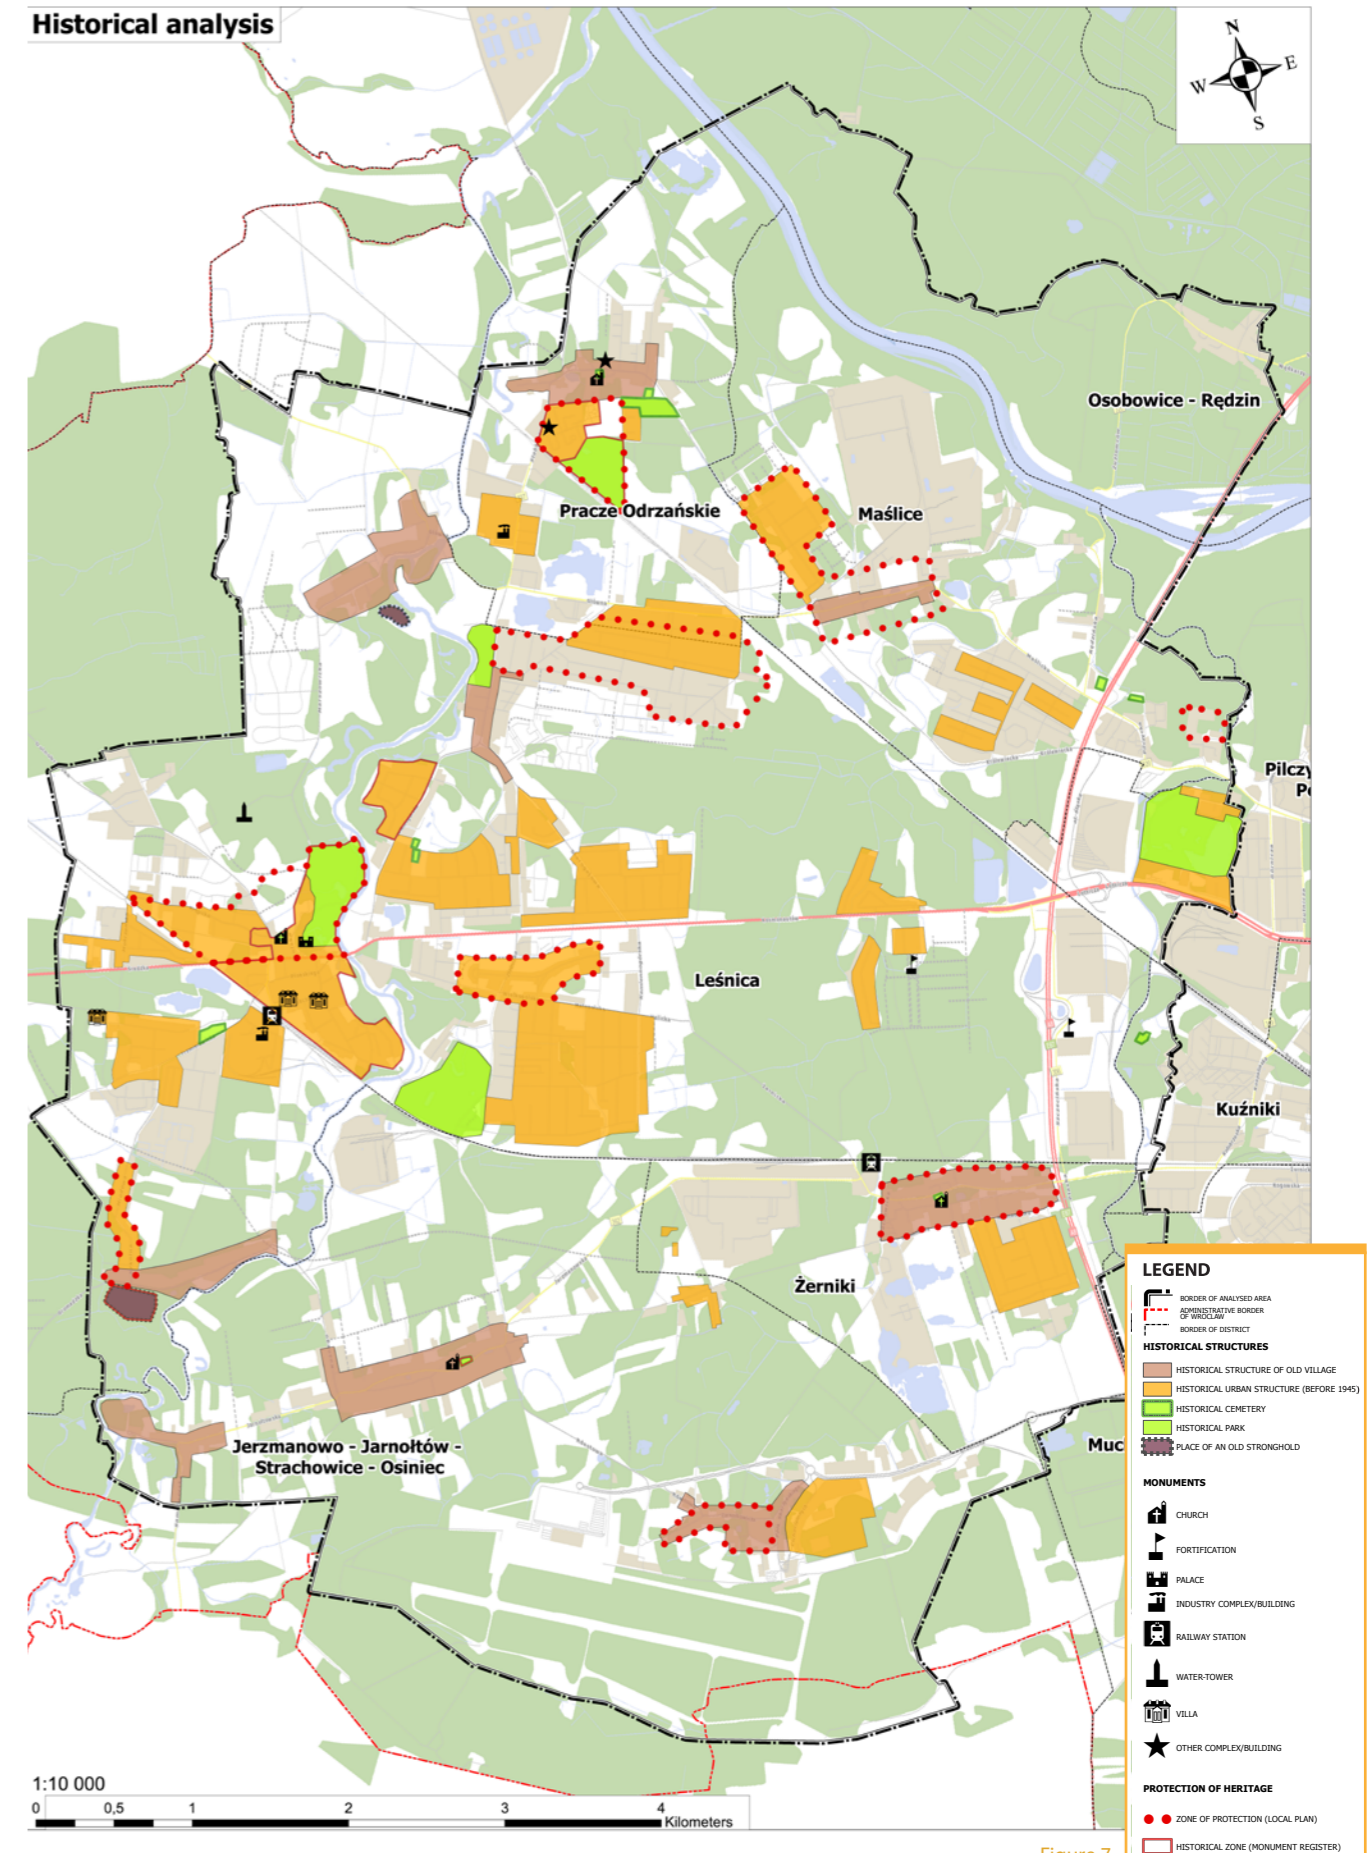 Historical analysis
N
W
E
S
Osobowice - Rędzin
Pracze Odrzańskie
Maślice
Pilczy
Leśnica
Kuźniki
Żerniki
Muc
Jerzmanowo - Jarnołtów -
Strachowice - Osiniec
LEGEND
BORDER OF ANALYSED AREA
ADMINISTRATIVE BORDER
OF WROCLAW
BORDER OF DISTRICT
HISTORICAL STRUCTURES
HISTORICAL STRUCTURE OF OLD VILLAGE
HISTORICAL URBAN STRUCTURE (BEFORE 1945)
HISTORICAL CEMETERY
HISTORICAL PARK
PLACE OF AN OLD STRONGHOLD
MONUMENTS
CHURCH
FORTIFICATION
PALACE
INDUSTRY COMPLEX/BUILDING
RAILWAY STATION
WATER-TOWER
VILLA
OTHER COMPLEX/BUILDING
PROTECTION OF HERITAGE
ZONE OF PROTECTION (LOCAL PLAN)
HISTORICAL ZONE (MONUMENT REGISTER)
1:10 000
0 0,5 1 2 3 4
Kilometers
Figure 7